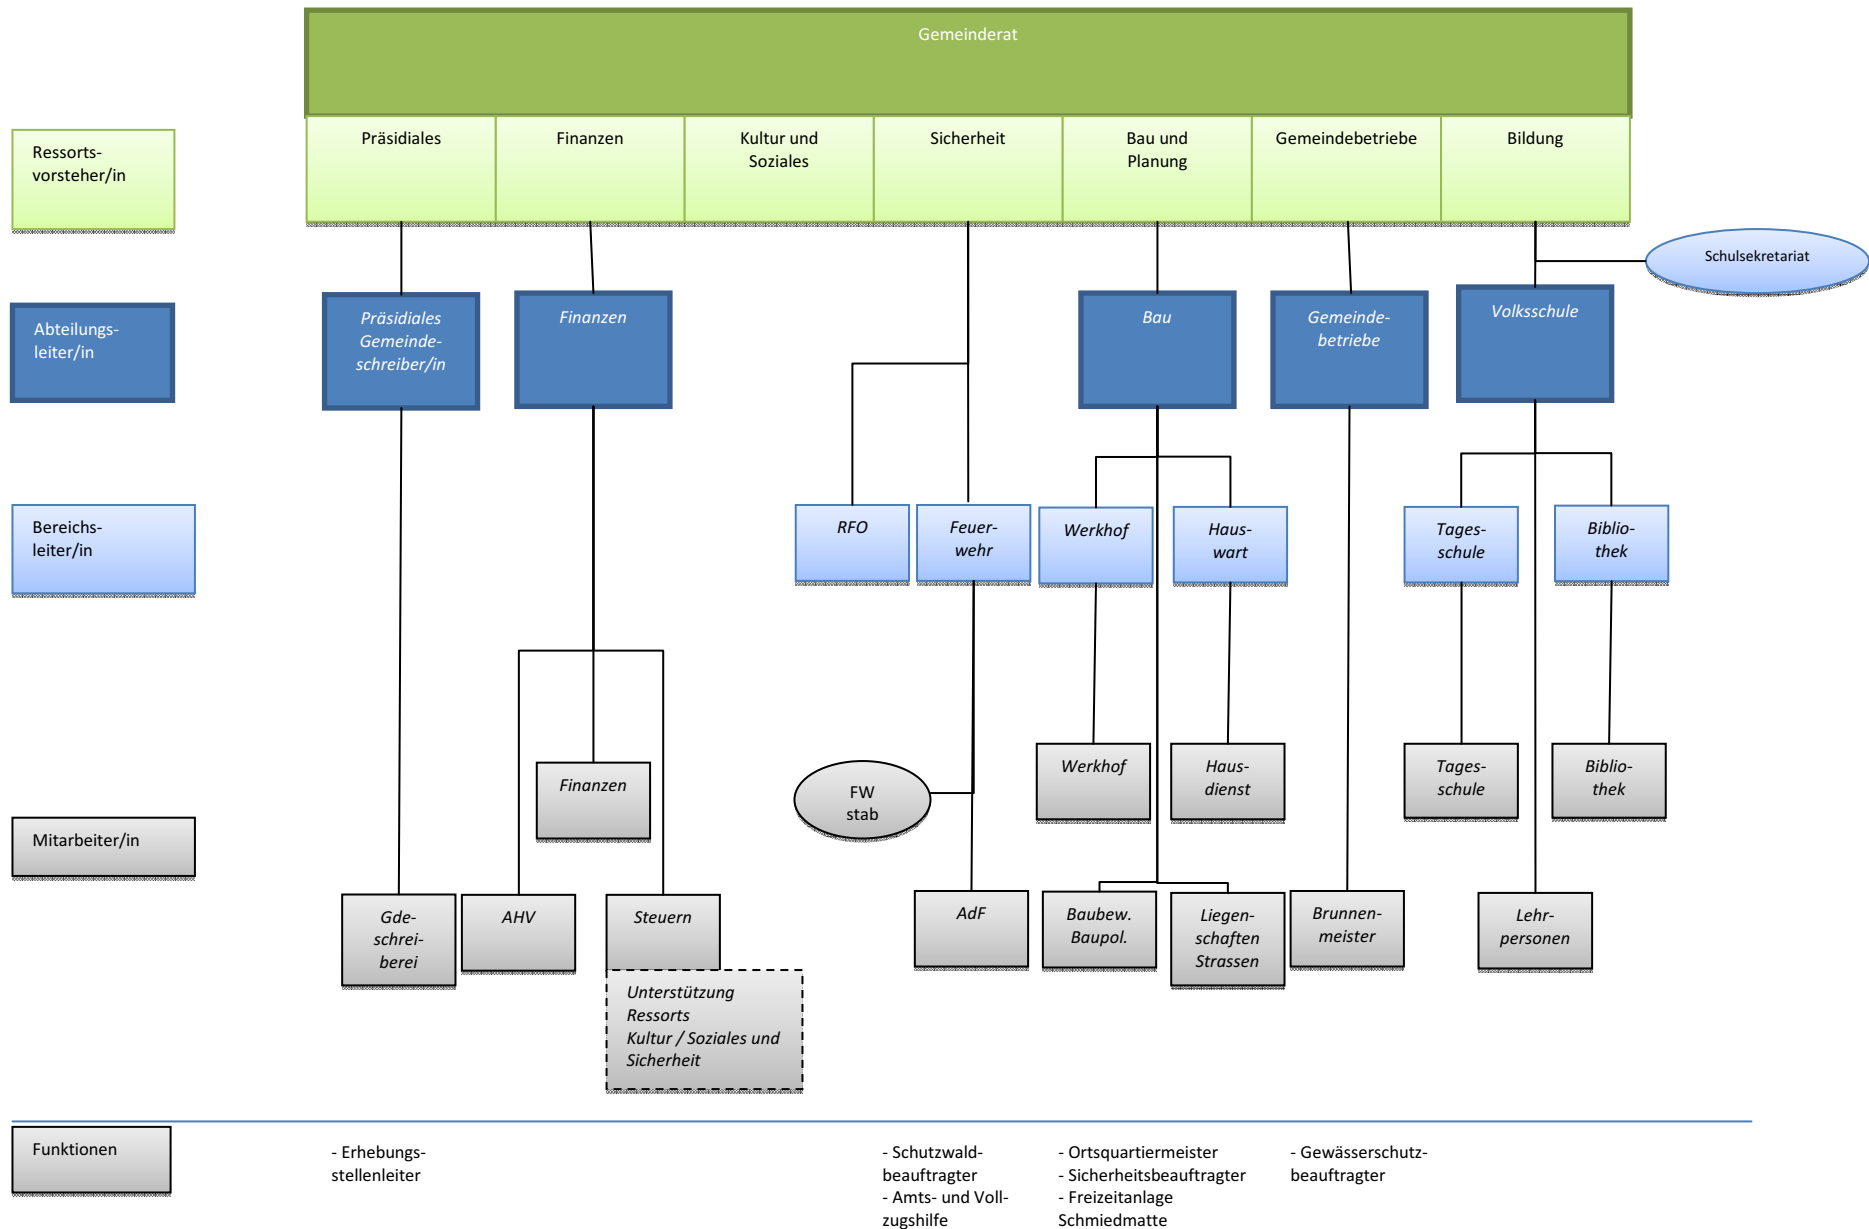 Gemeinderat
Ressorts-
vorsteher/in
Präsidiales
Finanzen
Kultur und
Soziales
Sicherheit
Bau und
Planung
Gemeindebetriebe
Bildung
Schulsekretariat
Abteilungs-
leiter/in
Präsidiales
Gemeinde-
schreiber/in
Finanzen
Bau
Gemeinde-
betriebe
Volksschule
Bereichs-
leiter/in
RFO
Feuer-
wehr
Werkhof
Haus-
wart
Tages-
schule
Biblio-
thek
Mitarbeiter/in
Finanzen
FW
stab
Werkhof
Haus-
dienst
Tages-
schule
Biblio-
thek
Gde-
schrei-
berei
AHV
Steuern
AdF
Baubew.
Baupol.
Liegen-
schaften
Strassen
Brunnen-
meister
Lehr-
personen
Unterstützung
Ressorts
Kultur / Soziales und
Sicherheit
Funktionen
- Erhebungs-
stellenleiter
- Schutzwald-
beauftragter
- Amts- und Voll-
zugshilfe
- Ortsquartiermeister
- Sicherheitsbeauftragter
- Freizeitanlage
Schmiedmatte
- Gewässerschutz-
beauftragter